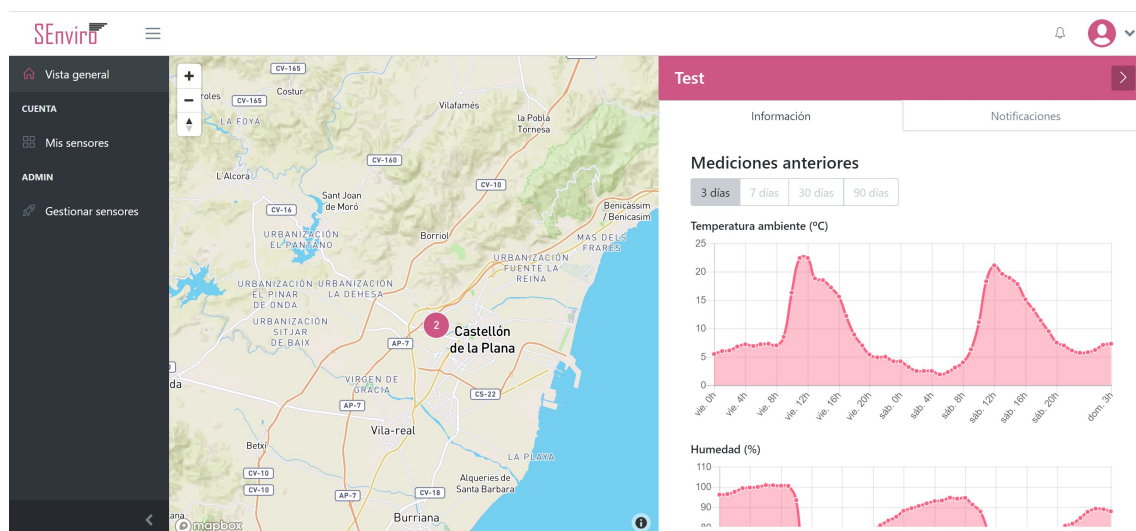 SEnviro
Vista general
CUENTA
Mis sensores
ADMIN
Gestionar sensores
CV-165
Costur
roles
CV-165
Vilafamés
LA FOYA
la Pobla
Tornesa
CV-160
L'Alcora
CV-10
Sant Joan
de Moró
CV-16
Benicàssim
/ Benicasim
URBANIZACIÓN
EL PANTANO
Borriol
MAS DELS
FRARES
URBANIZACIÓN
FUENTE LA
REINA
URBANIZACIÓN
EL PINAR
DE ONDA
URBANIZACIÓN
LA DEHESA
URBANIZACIÓN
SITJAR
DE BAIX
2
Castellón
de la Plana
AP-7
da
VIRGEN DE
GRACIA
CS-22
AP-7
Vila-real
Betxí
LA PLAYA
CV-10
CV-10
Alqueries de
Santa Barbara
AP-7
CV-18
ana
Burriana
mapbox
Test
Información
Notificaciones
Mediciones anteriores
3 días
7 días
30 días
90 días
Temperatura ambiente (ºC)
25
20
15
10
5
0
vie. 0h
vie. 4h
vie. 8h
vie. 12h
vie. 16h
vie. 20h
sáb. 0h
sáb. 4h
sáb. 8h
sáb. 12h
sáb. 16h
sáb. 20h
dom. 3h
Humedad (%)
110
100
90
80